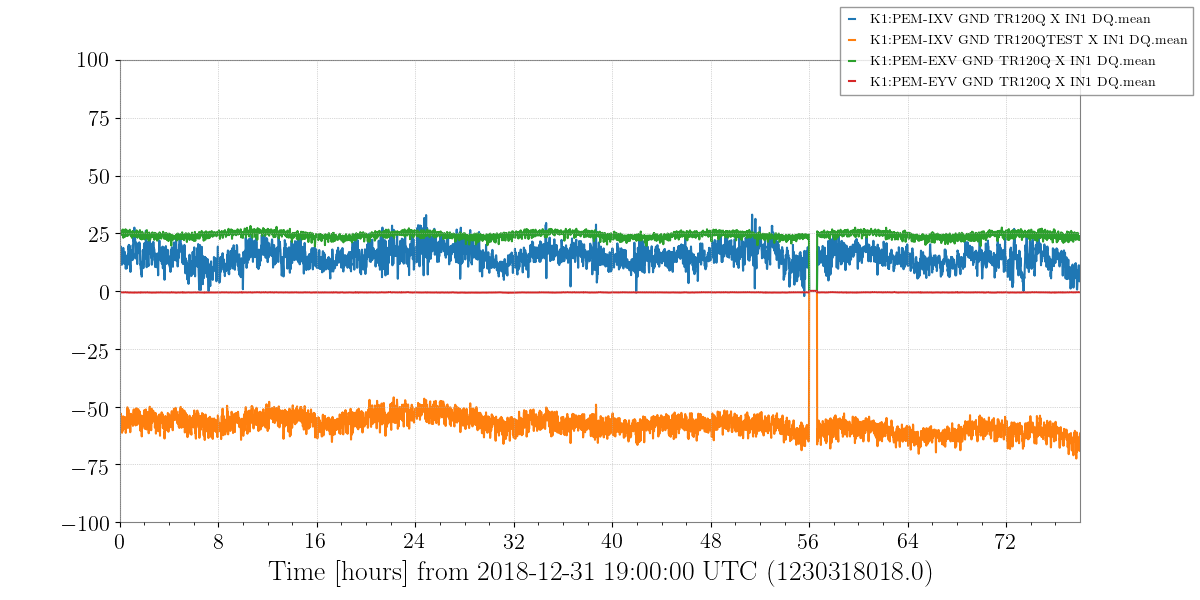 K1:PEM-IXV GND TR120Q X IN1 DQ.mean
K1:PEM-IXV GND TR120QTEST X IN1 DQ.mean
K1:PEM-EXV GND TR120Q X IN1 DQ.mean
K1:PEM-EYV GND TR120Q X IN1 DQ.mean
100
75
50
25
0
−25
−50
−75
−100
0 8 16 24 32 40 48 56 64 72
Time [hours] from 2018-12-31 19:00:00 UTC (1230318018.0)